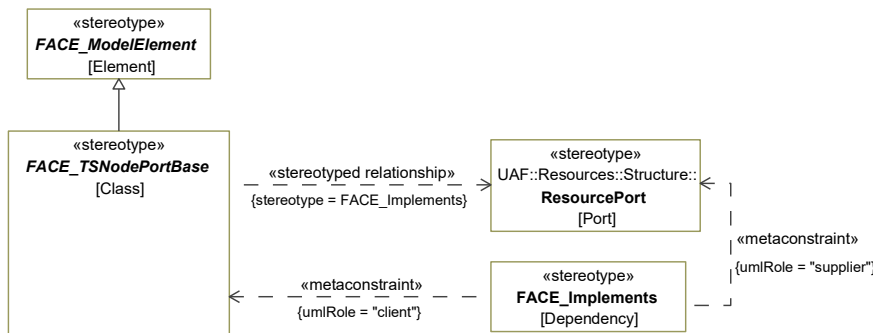 «stereotype»
FACE_ModelElement
[Element]
«stereotype»
FACE_TSNodePortBase
[Class]
«stereotyped relationship»
{stereotype = FACE_Implements}
«stereotype»
UAF::Resources::Structure::
ResourcePort
[Port]
«metaconstraint»
{umlRole = "supplier"}
«metaconstraint»
{umlRole = "client"}
«stereotype»
FACE_Implements
[Dependency]